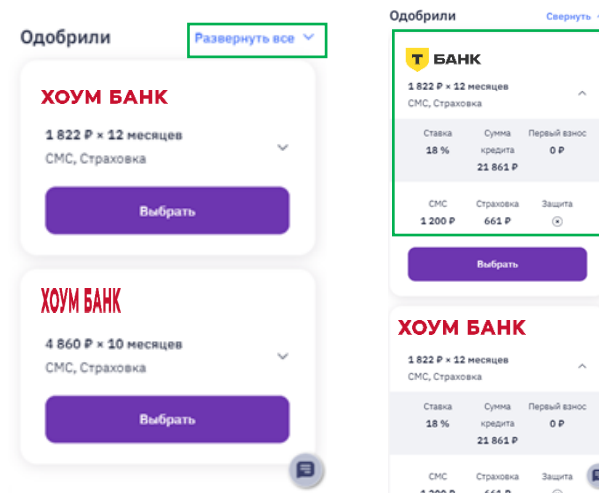 Одобрили
Развернуть все
ХОУМ БАНК
1 822 ₽ × 12 месяцев
СМС, Страховка
Выбрать
ХОУМ БАНК
4 860 ₽ × 10 месяцев
СМС, Страховка
Выбрать
Одобрили
Свернуть
Т БАНК
1 822 ₽ × 12 месяцев
СМС, Страховка
Ставка Сумма Первый взнос
18 % кредита 0 ₽
21 861 ₽
СМС Страховка Защита
1 200 ₽ 661 ₽
Выбрать
ХОУМ БАНК
1 822 ₽ × 12 месяцев
СМС, Страховка
Ставка Сумма Первый взнос
18 % кредита 0 ₽
21 861 ₽
СМС Страховка Защита
1 200 ₽ 661 ₽